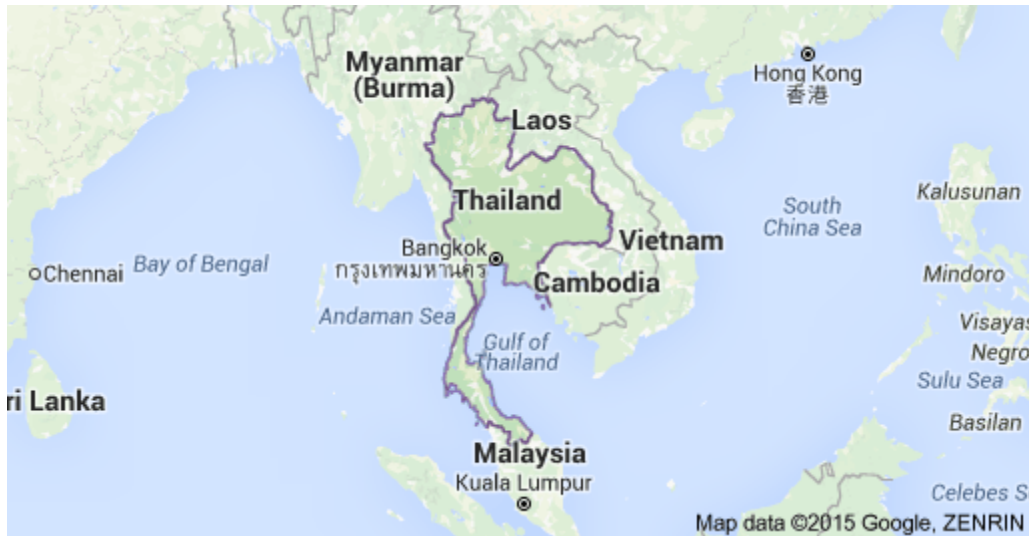 Myanmar
(Burma)
Hong Kong
香港
Laos
Thailand
Kalusunan
South
China Sea
Vietnam
Bangkok
กรุงเทพมหานคร
Chennai
Bay of Bengal
Mindoro
Cambodia
Andaman Sea
Visayas
Gulf of
Thailand
Negro
Sulu Sea
ri Lanka
Basilan
Malaysia
Kuala Lumpur
Celebes S
Map data ©2015 Google, ZENRIN